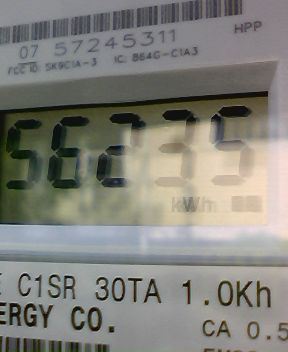 07 57245311
HPP
FCC ID: SK9C1A-3 IC: 864G-C1A3
56235
kWh
C1SR 30TA 1.0Kh
ERGY CO.
CA 0.5